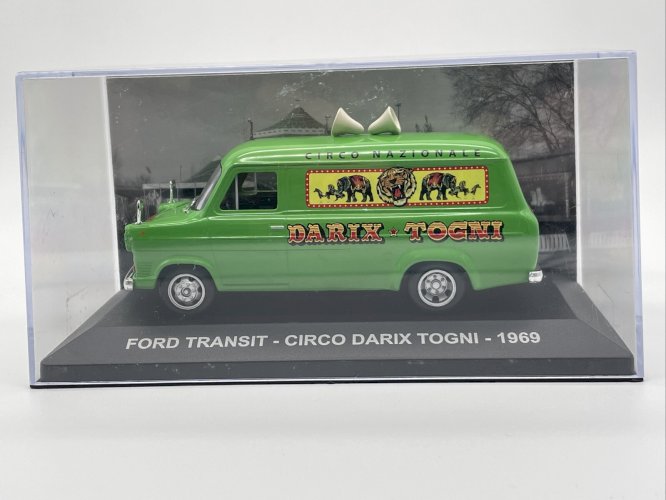 CIRCO NAZIONALE
DARIX ★ TOGNI
FORD TRANSIT - CIRCO DARIX TOGNI - 1969